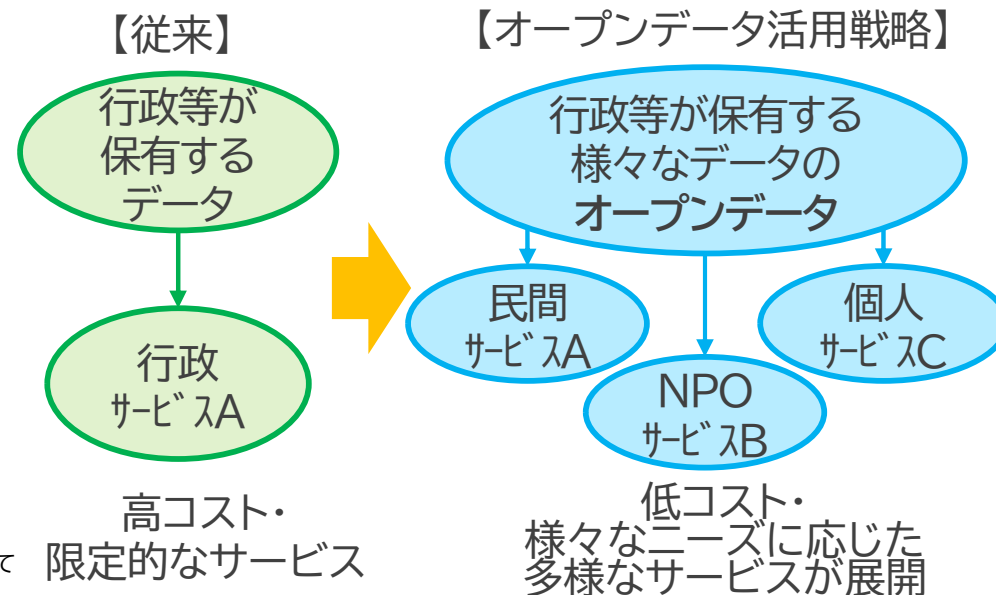 【従来】
行政等が
保有する
データ
行政
ｻｰﾋﾞｽA
高コスト・
限定的なサービス
て
【オープンデータ活用戦略】
行政等が保有する
様々なデータの
オープンデータ
民間
ｻｰﾋﾞｽA
NPO
ｻｰﾋﾞｽB
個人
ｻｰﾋﾞｽC
低コスト・
様々なニーズに応じた
多様なサービスが展開